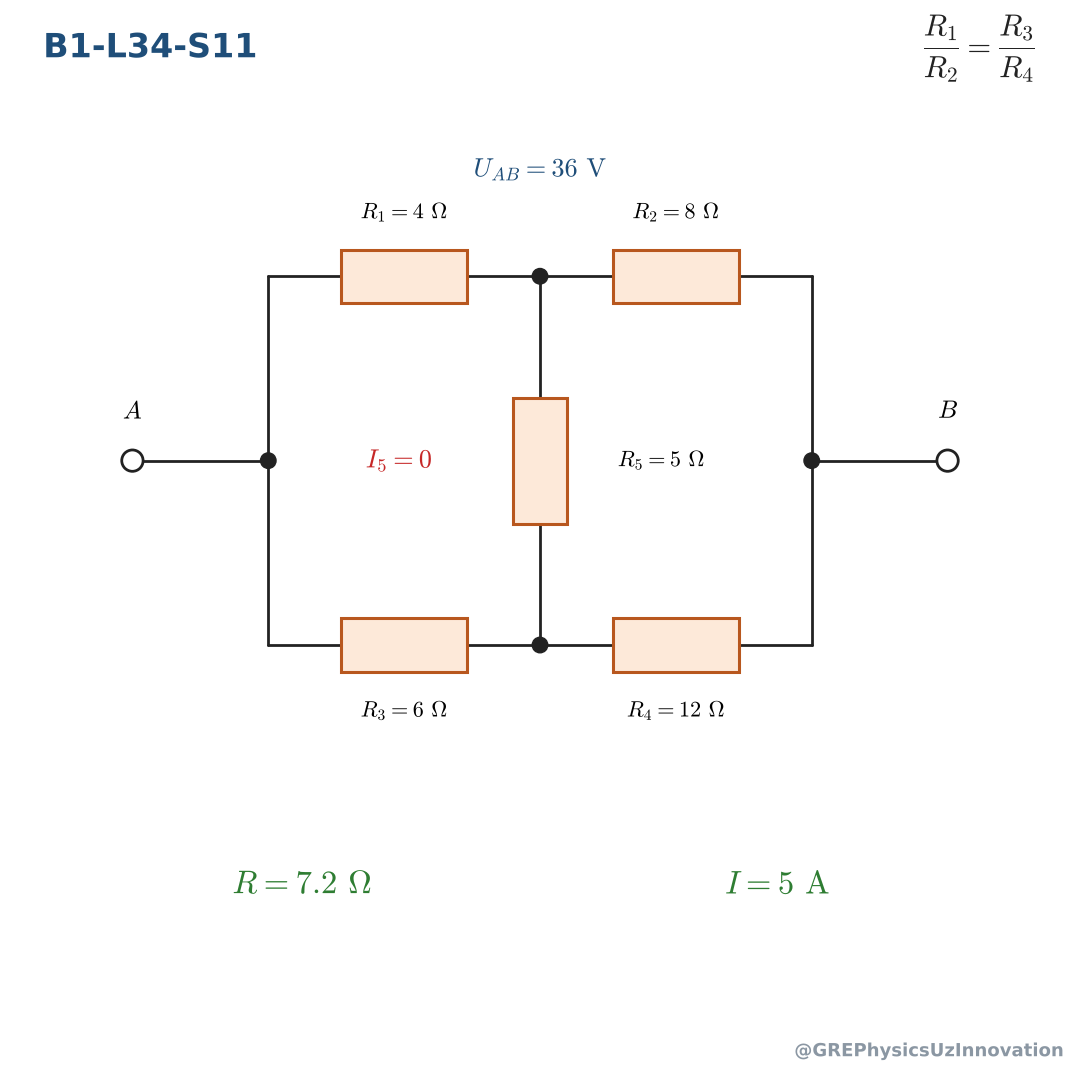 B1-L34-S11
R₁/R₂ = R₃/R₄
U_AB = 36 V
R₁ = 4 Ω
R₂ = 8 Ω
A
B
I₅ = 0
R₅ = 5 Ω
R₃ = 6 Ω
R₄ = 12 Ω
R = 7.2 Ω
I = 5 A
@GREPhysicsUzInnovation